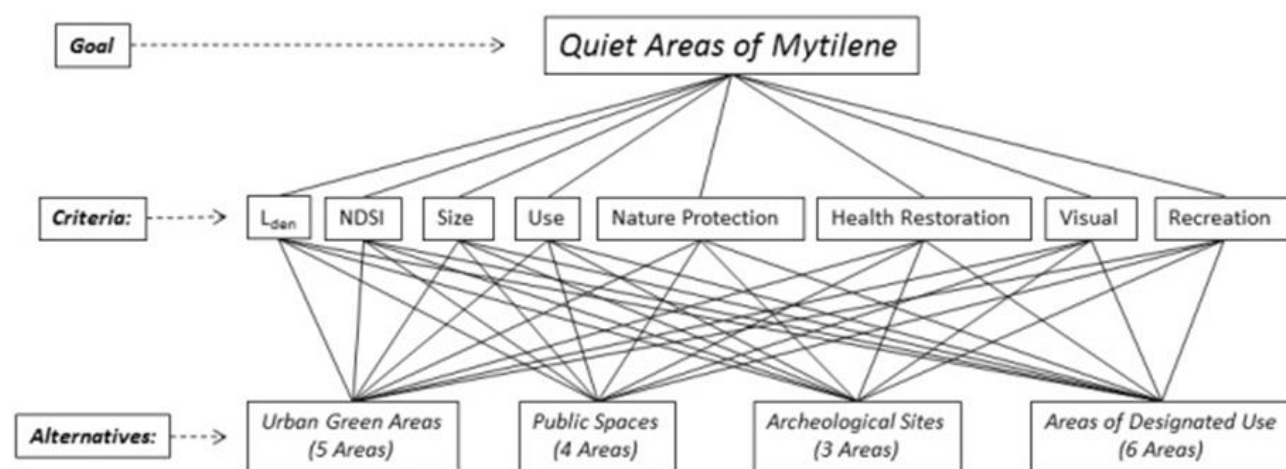 Goal
Quiet Areas of Mytilene
Criteria:
Lden
NDSI
Size
Use
Nature Protection
Health Restoration
Visual
Recreation
Alternatives:
Urban Green Areas
(5 Areas)
Public Spaces
(4 Areas)
Archeological Sites
(3 Areas)
Areas of Designated Use
(6 Areas)